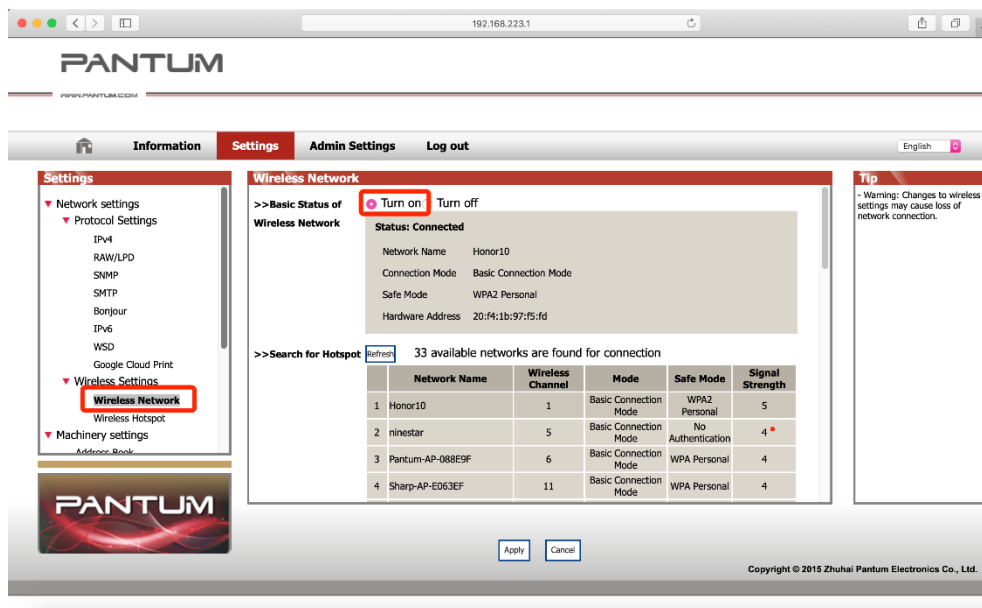 192.168.223.1
PANTUM
WWW.PANTUM.COM
Information Settings Admin Settings Log out English
Settings
▼ Network settings
▼ Protocol Settings
IPv4
RAW/LPD
SNMP
SMTP
Bonjour
IPv6
WSD
Google Cloud Print
▼ Wireless Settings
Wireless Network
Wireless Hotspot
▼ Machinery settings
Address Book
PANTUM
Wireless Network
>>Basic Status of Wireless Network
Turn on Turn off
Status: Connected
Network Name Honor10
Connection Mode Basic Connection Mode
Safe Mode WPA2 Personal
Hardware Address 20:f4:1b:97:f5:fd
>>Search for Hotspot Refresh 33 available networks are found for connection
Network Name Wireless Channel Mode Safe Mode Signal Strength
1 Honor10 1 Basic Connection Mode WPA2 Personal 5
2 ninestar 5 Basic Connection Mode No Authentication 4
3 Pantum-AP-088E9F 6 Basic Connection Mode WPA Personal 4
4 Sharp-AP-E063EF 11 Basic Connection Mode WPA Personal 4
Apply Cancel
Tip
- Warning: Changes to wireless
settings may cause loss of
network connection.
Copyright © 2015 Zhuhai Pantum Electronics Co., Ltd.